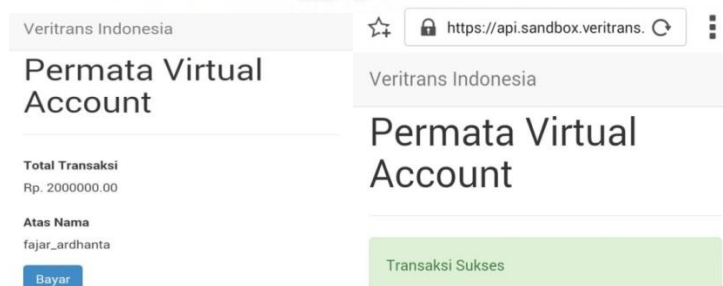 Veritrans Indonesia
Permata Virtual
Account
Total Transaksi
Rp. 2000000.00
Atas Nama
fajar_ardhanta
Bayar
https://api.sandbox.veritrans.
Veritrans Indonesia
Permata Virtual
Account
Transaksi Sukses